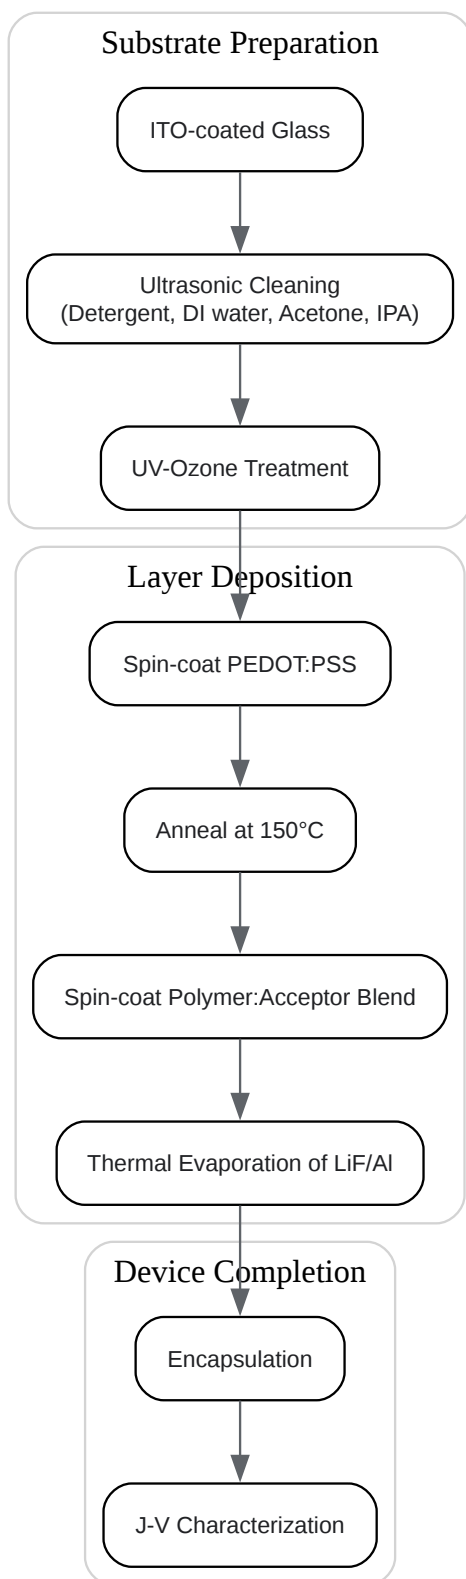 Substrate Preparation
ITO-coated Glass
Ultrasonic Cleaning
(Detergent, DI water, Acetone, IPA)
UV-Ozone Treatment
Layer Deposition
Spin-coat PEDOT:PSS
Anneal at 150°C
Spin-coat Polymer:Acceptor Blend
Thermal Evaporation of LiF/Al
Device Completion
Encapsulation
J-V Characterization